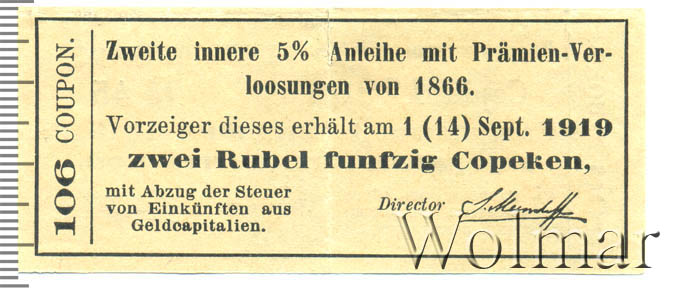 106 COUPON.
Zweite innere 5% Anleihe mit Prämien-Ver-
loosungen von 1866.
Vorzeiger dieses erhält am 1 (14) Sept. 1919
zwei Rubel funfzig Copeken,
mit Abzug der Steuer
von Einkünften aus
Geldcapitalien.
Director
Wolmar